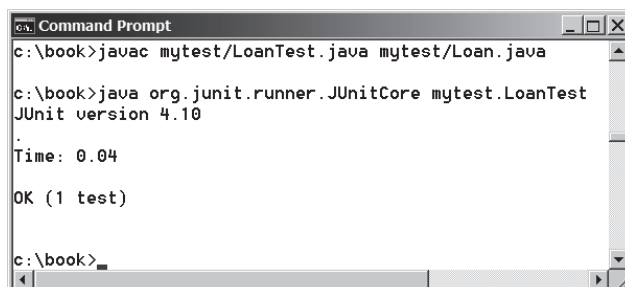 Command Prompt
c:\book>javac mytest/LoanTest.java mytest/Loan.java
c:\book>java org.junit.runner.JUnitCore mytest.LoanTest
JUnit version 4.10
.
Time: 0.04
OK (1 test)
c:\book>